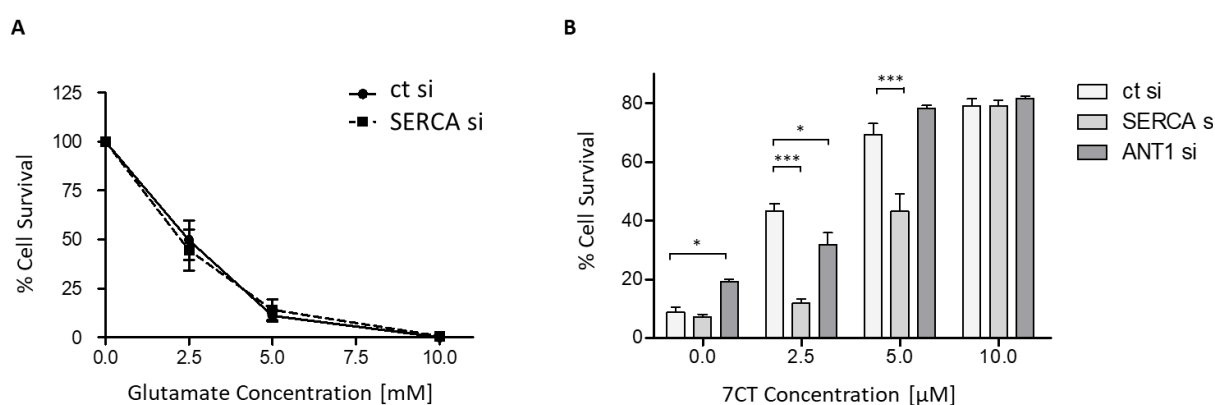 A
125
100
75
50
25
0
% Cell Survival
0.0 2.5 5.0 7.5 10.0
Glutamate Concentration [mM]
ct si
SERCA si
B
80
60
40
20
0
% Cell Survival
* *** * ***
0.0 2.5 5.0 10.0
7CT Concentration [µM]
ct si
SERCA s
ANT1 si